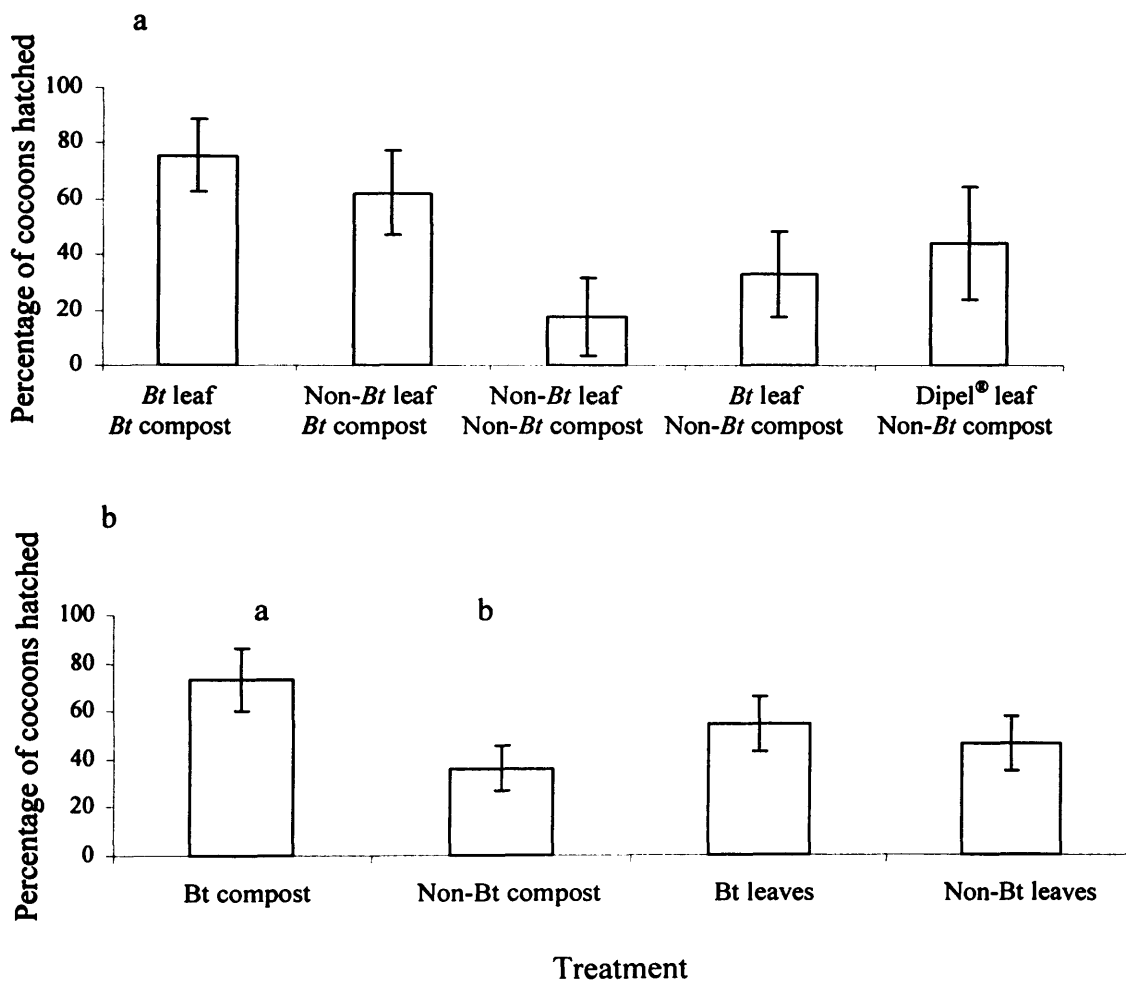 a
Percentage of cocoons hatched
100
80
60
40
20
0
Bt leaf
Bt compost
Non-Bt leaf
Bt compost
Non-Bt leaf
Non-Bt compost
Bt leaf
Non-Bt compost
Dipel® leaf
Non-Bt compost
b
Percentage of cocoons hatched
100
80
60
40
20
0
a
b
Bt compost
Non-Bt compost
Bt leaves
Non-Bt leaves
Treatment